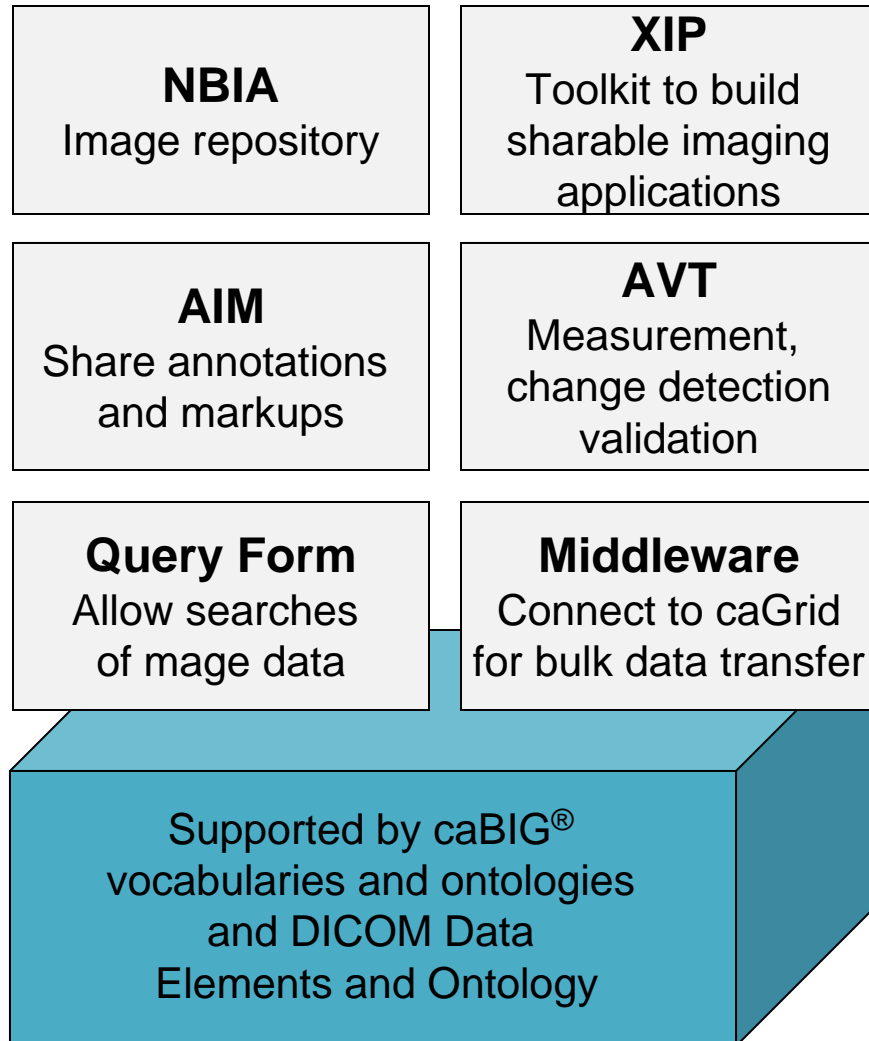 NBIA
Image repository
XIP
Toolkit to build
sharable imaging
applications
AIM
Share annotations
and markups
AVT
Measurement,
change detection
validation
Query Form
Allow searches
of mage data
Middleware
Connect to caGrid
for bulk data transfer
Supported by caBIG®
vocabularies and ontologies
and DICOM Data
Elements and Ontology